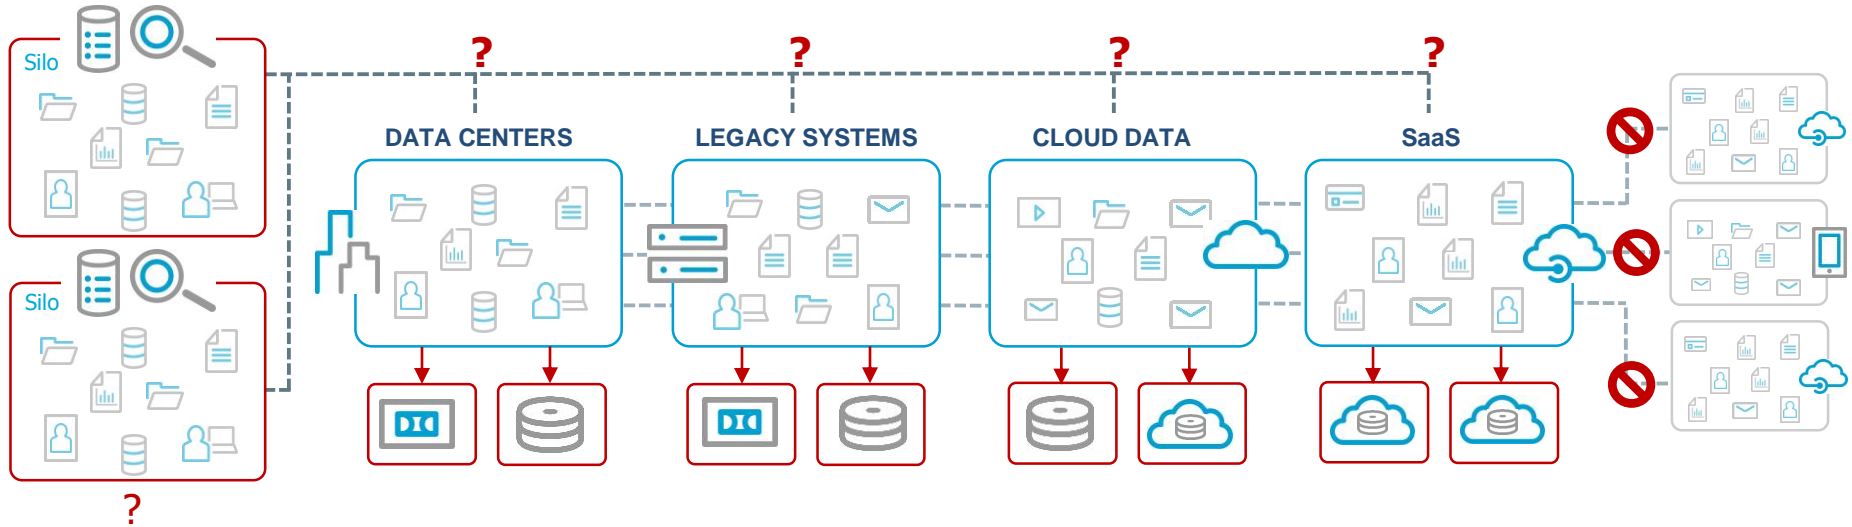 ? ? ? ?
Silo
DATA CENTERS LEGACY SYSTEMS CLOUD DATA SaaS
Silo
?